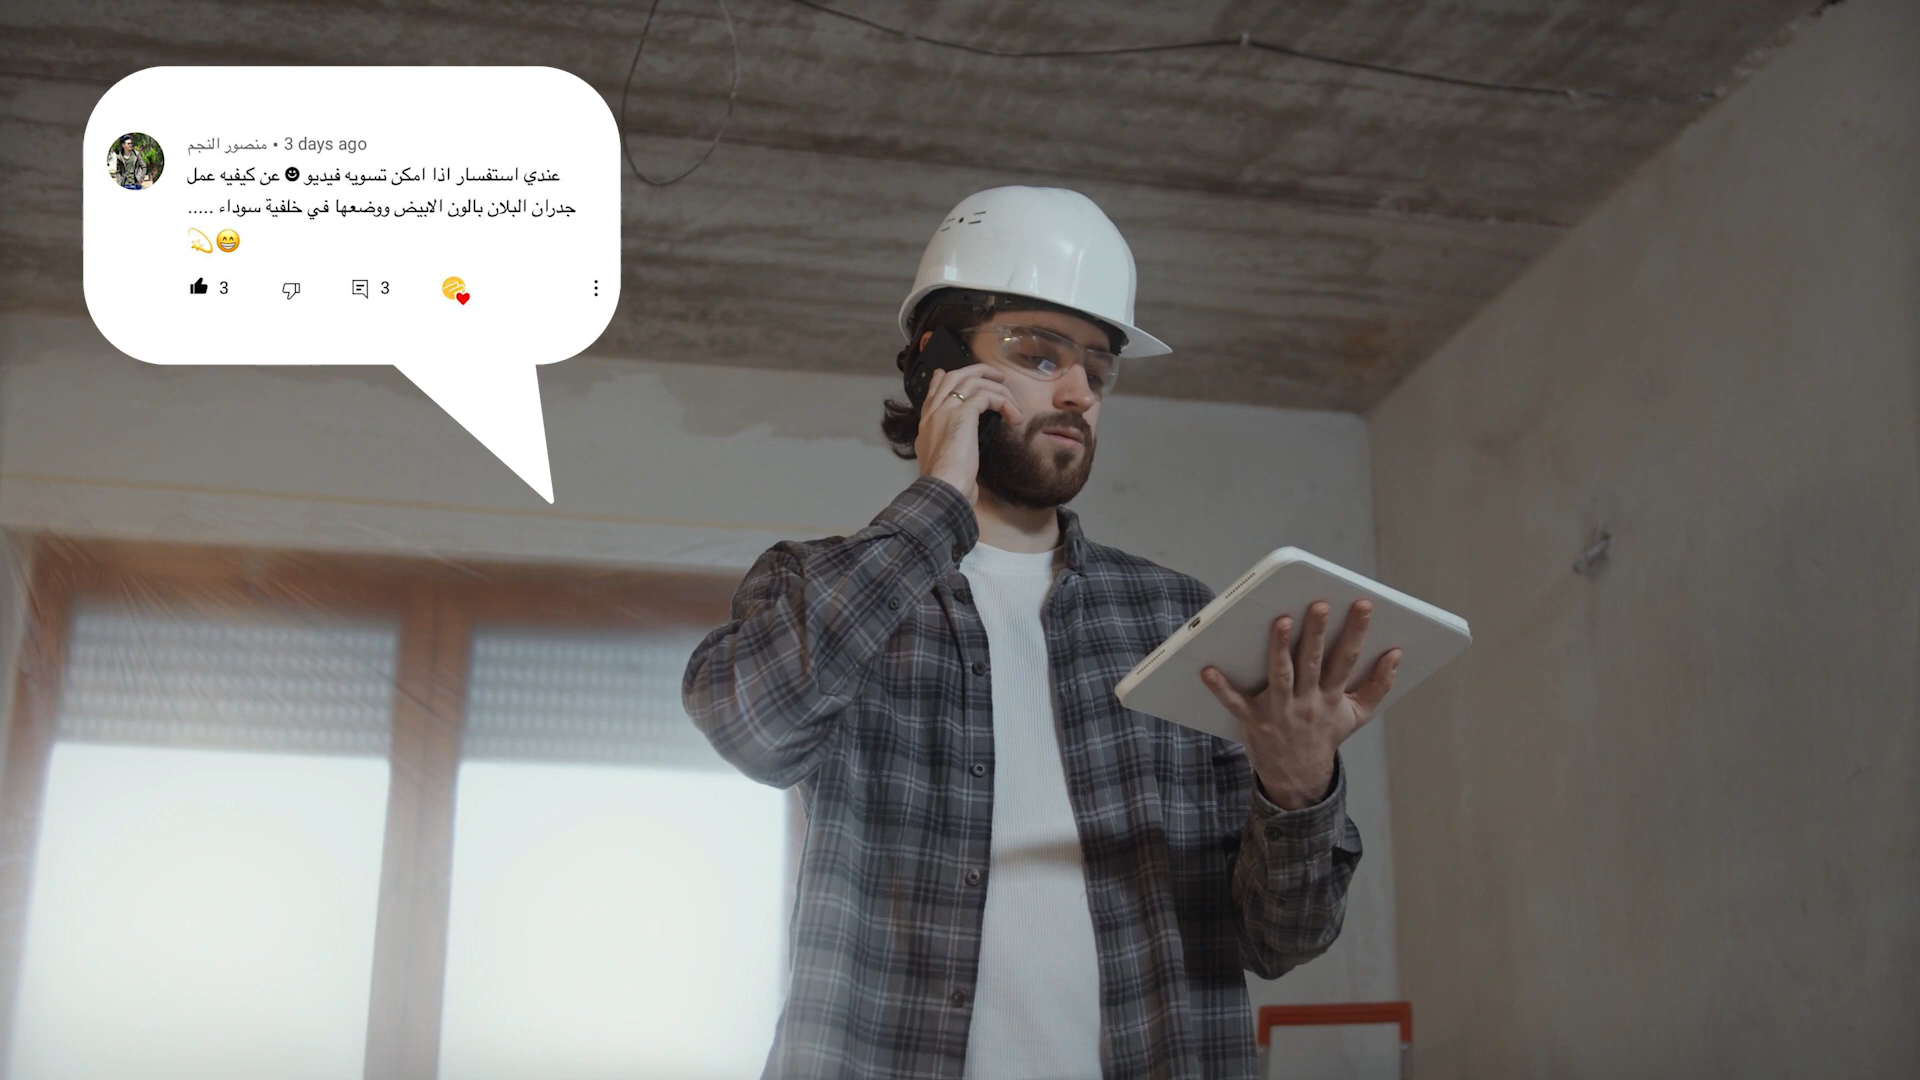 منصور النجم • 3 days ago
عندي استفسار اذا امكن تسويه فيديو ☻ عن كيفيه عمل
جدران البلان بالون الابيض ووضعها في خلفية سوداء .....
💫😁
3 3